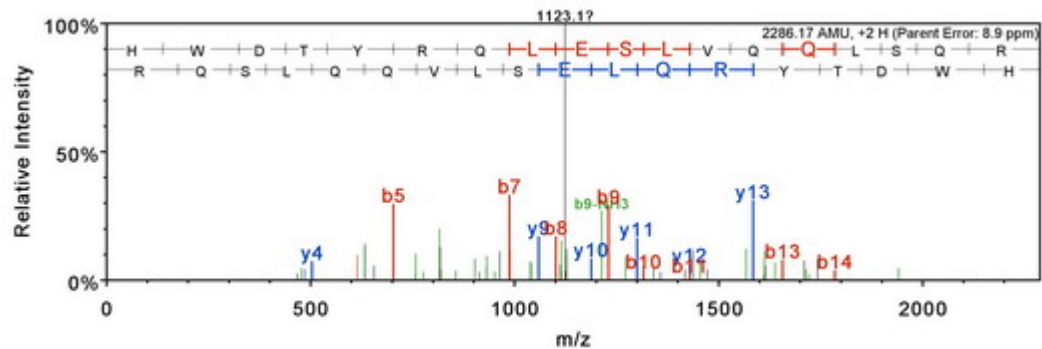 1123.1?
100%
2286.17 AMU, +2 H (Parent Error: 8.9 ppm)
H W D T Y R Q L E S L V Q Q L S Q R
R Q S L Q Q V L S E L Q R Y T D W H
Relative Intensity
50%
0%
b5
b7
b9
b9-NH3
y13
y4
y9
b8
y10
y11
b10
y12
b13
b14
0 500 1000 1500 2000
m/z